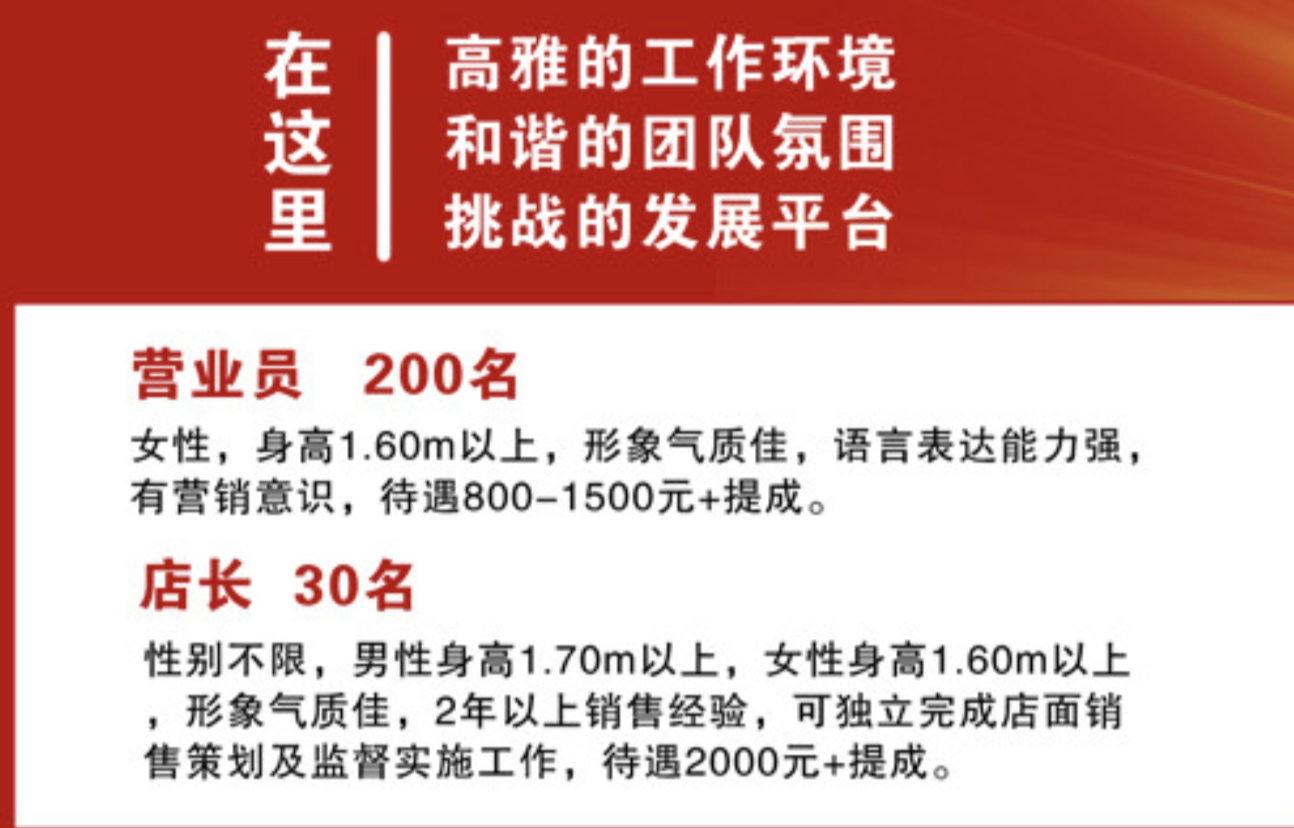 在这里
高雅的工作环境
和谐的团队氛围
挑战的发展平台
营业员 200名
女性，身高1.60m以上，形象气质佳，语言表达能力强，
有营销意识，待遇800-1500元+提成。
店长 30名
性别不限，男性身高1.70m以上，女性身高1.60m以上
，形象气质佳，2年以上销售经验，可独立完成店面销
售策划及监督实施工作，待遇2000元+提成。